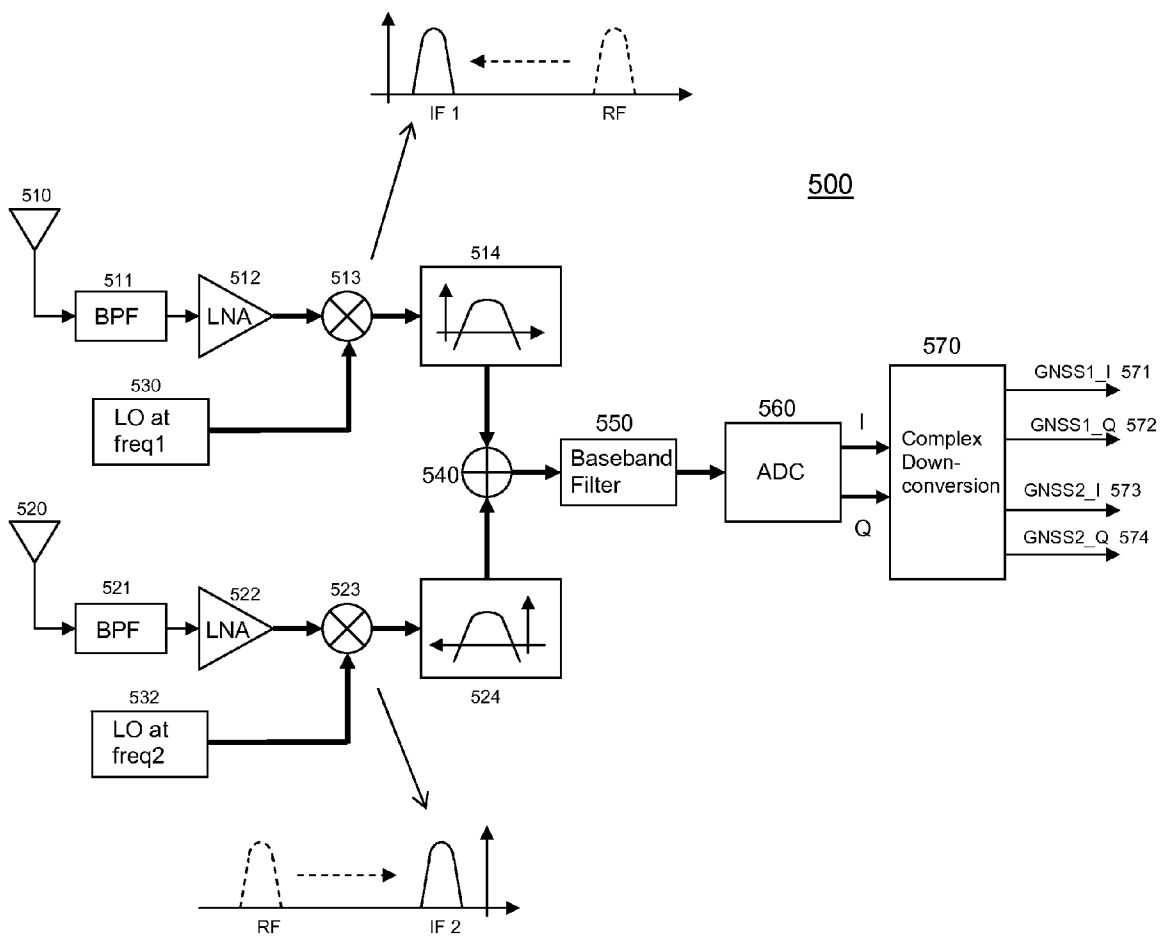 IF 1
RF
500
510
511
BPF
512
LNA
513
514
530
LO at
freq1
540
550
Baseband
Filter
560
ADC
I
Q
570
Complex
Down-
conversion
GNSS1_I 571
GNSS1_Q 572
GNSS2_I 573
GNSS2_Q 574
520
521
BPF
522
LNA
523
524
532
LO at
freq2
RF
IF 2